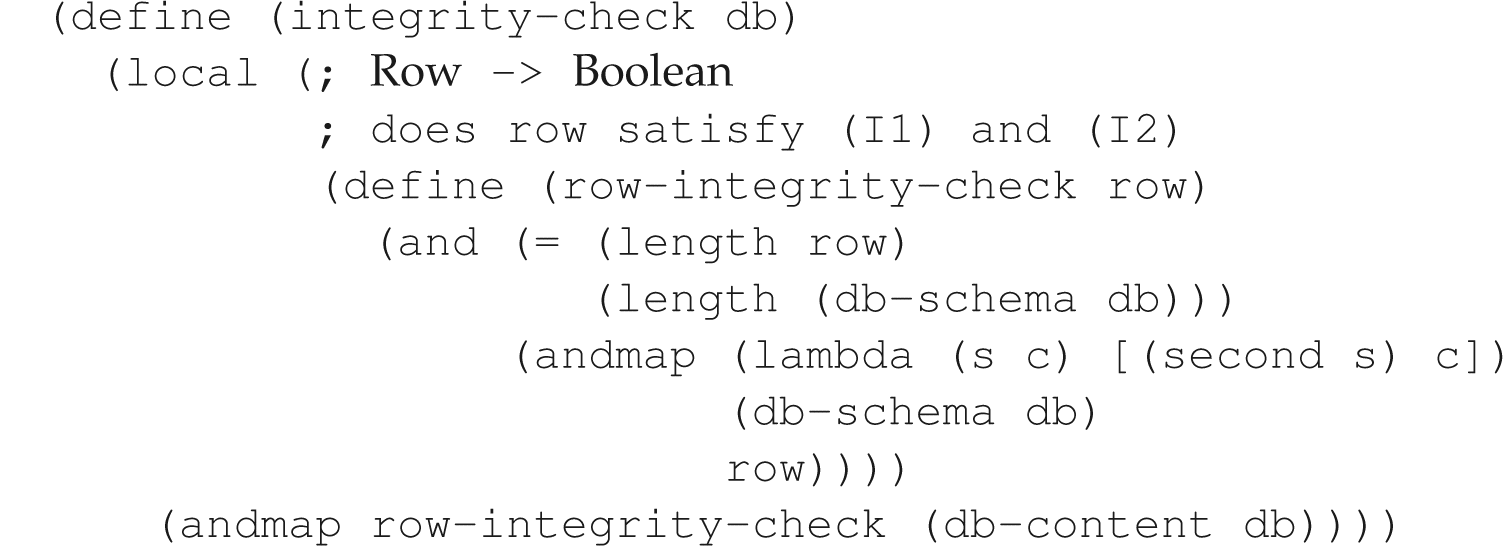 (define (integrity-check db)
(local (; Row -> Boolean
; does row satisfy (I1) and (I2)
(define (row-integrity-check row)
(and (= (length row)
(length (db-schema db)))
(andmap (lambda (s c) [(second s) c])
(db-schema db)
row))))
(andmap row-integrity-check (db-content db))))